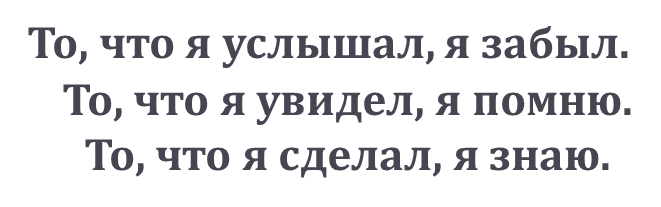 То, что я услышал, я забыл.
То, что я увидел, я помню.
То, что я сделал, я знаю.